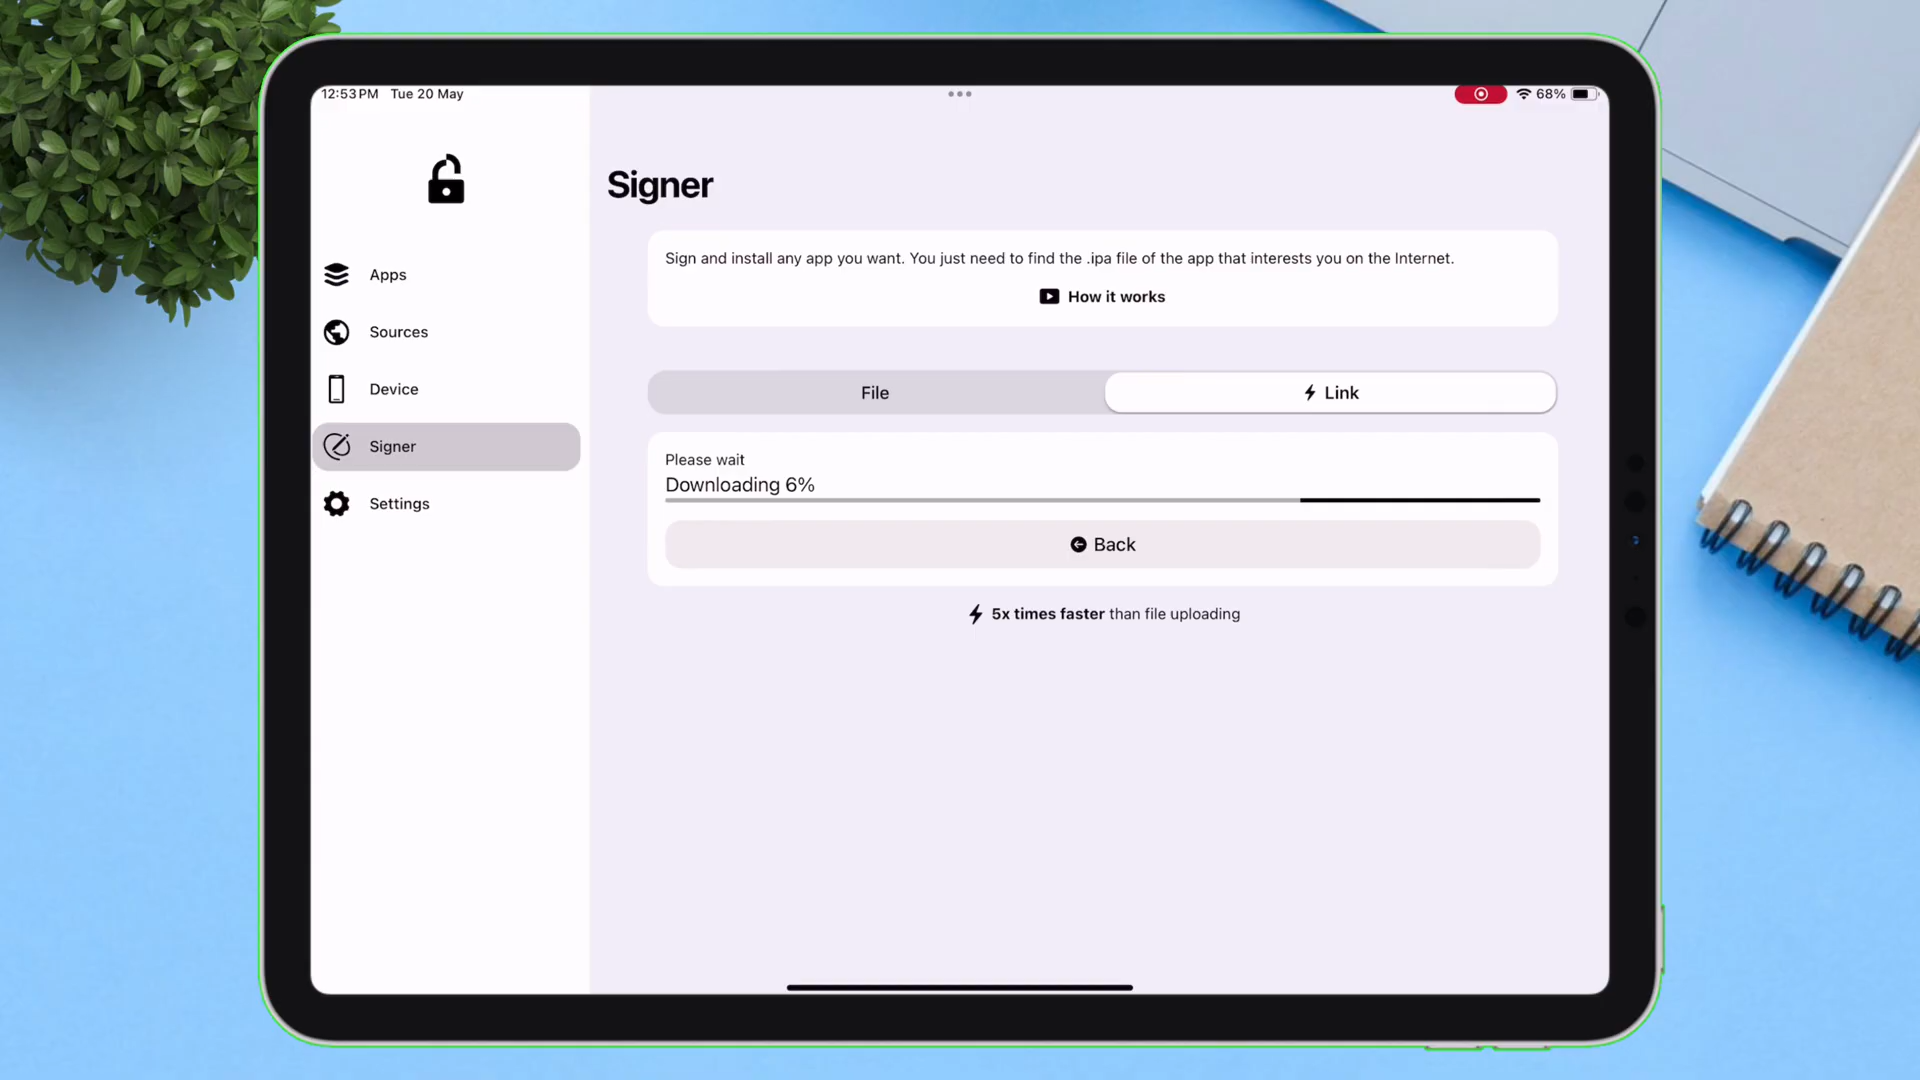 12:53 PM Tue 20 May
68%
Apps
Sources
Device
Signer
Settings
Signer
Sign and install any app you want. You just need to find the .ipa file of the app that interests you on the Internet.
How it works
File
Link
Please wait
Downloading 6%
Back
5x times faster than file uploading